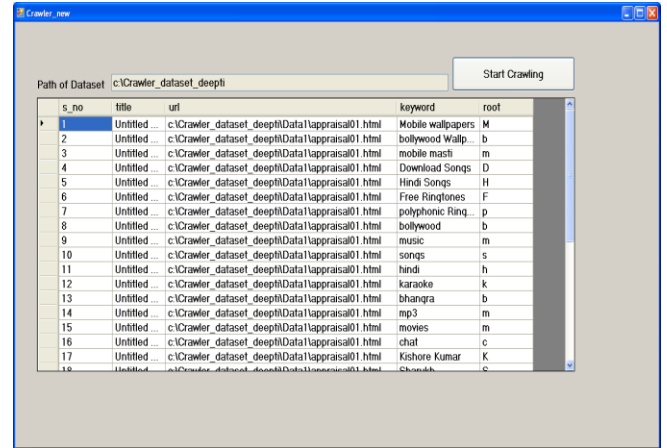 Crawler_new
Start Crawling
Path of Dataset c:\Crawler_dataset_deepti
s_no title url keyword root
1 Untitled ... c:\Crawler_dataset_deepti\Data1\appraisal01.html Mobile wallpapers M
2 Untitled ... c:\Crawler_dataset_deepti\Data1\appraisal01.html bollywood Wallp... b
3 Untitled ... c:\Crawler_dataset_deepti\Data1\appraisal01.html mobile masti m
4 Untitled ... c:\Crawler_dataset_deepti\Data1\appraisal01.html Download Songs D
5 Untitled ... c:\Crawler_dataset_deepti\Data1\appraisal01.html Hindi Songs H
6 Untitled ... c:\Crawler_dataset_deepti\Data1\appraisal01.html Free Ringtones F
7 Untitled ... c:\Crawler_dataset_deepti\Data1\appraisal01.html polyphonic Ring... p
8 Untitled ... c:\Crawler_dataset_deepti\Data1\appraisal01.html bollywood b
9 Untitled ... c:\Crawler_dataset_deepti\Data1\appraisal01.html music m
10 Untitled ... c:\Crawler_dataset_deepti\Data1\appraisal01.html songs s
11 Untitled ... c:\Crawler_dataset_deepti\Data1\appraisal01.html hindi h
12 Untitled ... c:\Crawler_dataset_deepti\Data1\appraisal01.html karaoke k
13 Untitled ... c:\Crawler_dataset_deepti\Data1\appraisal01.html bhangra b
14 Untitled ... c:\Crawler_dataset_deepti\Data1\appraisal01.html mp3 m
15 Untitled ... c:\Crawler_dataset_deepti\Data1\appraisal01.html movies m
16 Untitled ... c:\Crawler_dataset_deepti\Data1\appraisal01.html chat c
17 Untitled ... c:\Crawler_dataset_deepti\Data1\appraisal01.html Kishore Kumar K
18 Untitled ... c:\Crawler_dataset_deepti\Data1\appraisal01.html Sharukh S